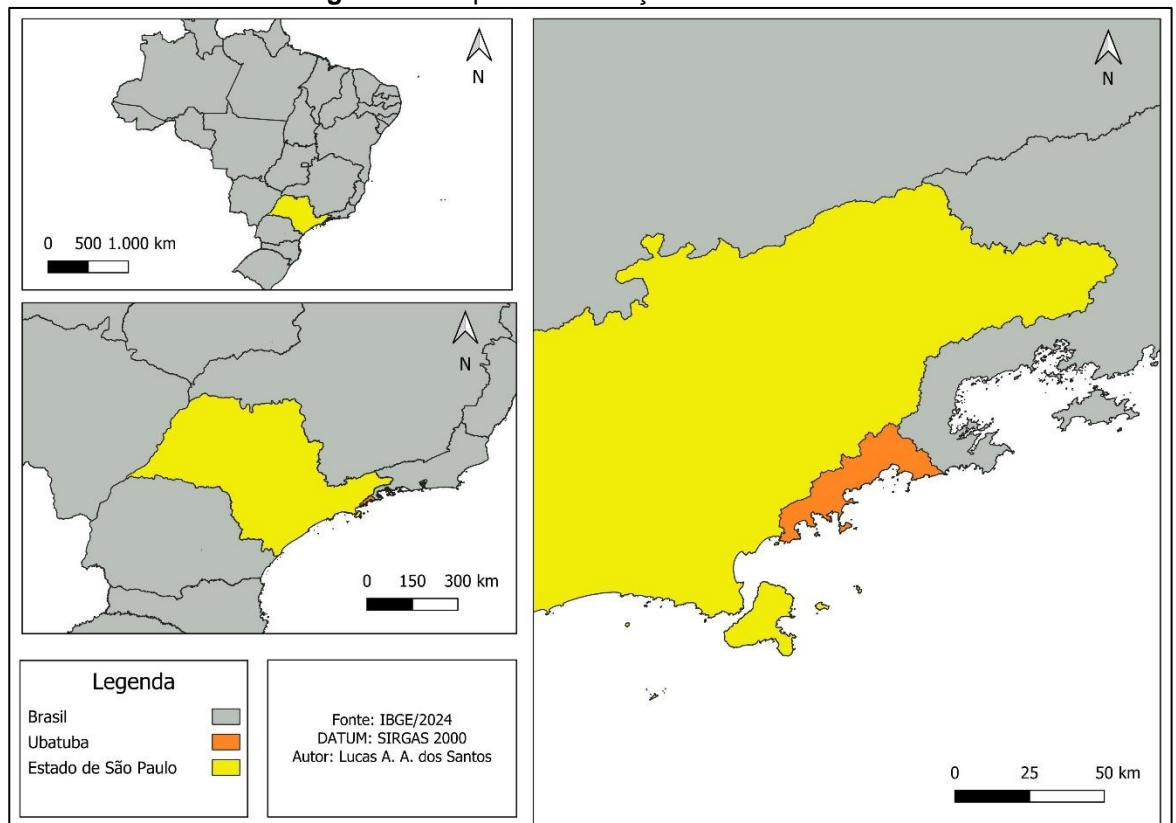 N
0 500 1.000 km
N
0 150 300 km
Legenda
Brasil
Ubatuba
Estado de São Paulo
Fonte: IBGE/2024
DATUM: SIRGAS 2000
Autor: Lucas A. A. dos Santos
N
0 25 50 km